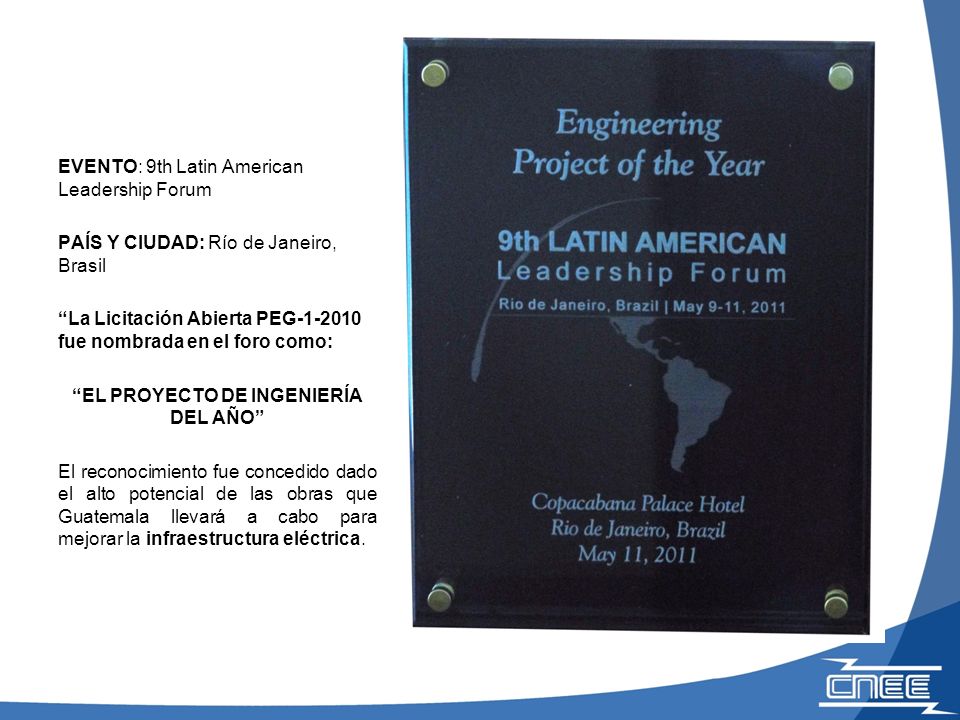 EVENTO: 9th Latin American
Leadership Forum
PAÍS Y CIUDAD: Río de Janeiro,
Brasil
“La Licitación Abierta PEG-1-2010
fue nombrada en el foro como:
“EL PROYECTO DE INGENIERÍA
DEL AÑO”
El reconocimiento fue concedido dado
el alto potencial de las obras que
Guatemala llevará a cabo para
mejorar la infraestructura eléctrica.
Engineering
Project of the Year
9th LATIN AMERICAN
Leadership Forum
Rio de Janeiro, Brazil | May 9-11, 2011
Copacabana Palace Hotel
Rio de Janeiro, Brazil
May 11, 2011
CNEE